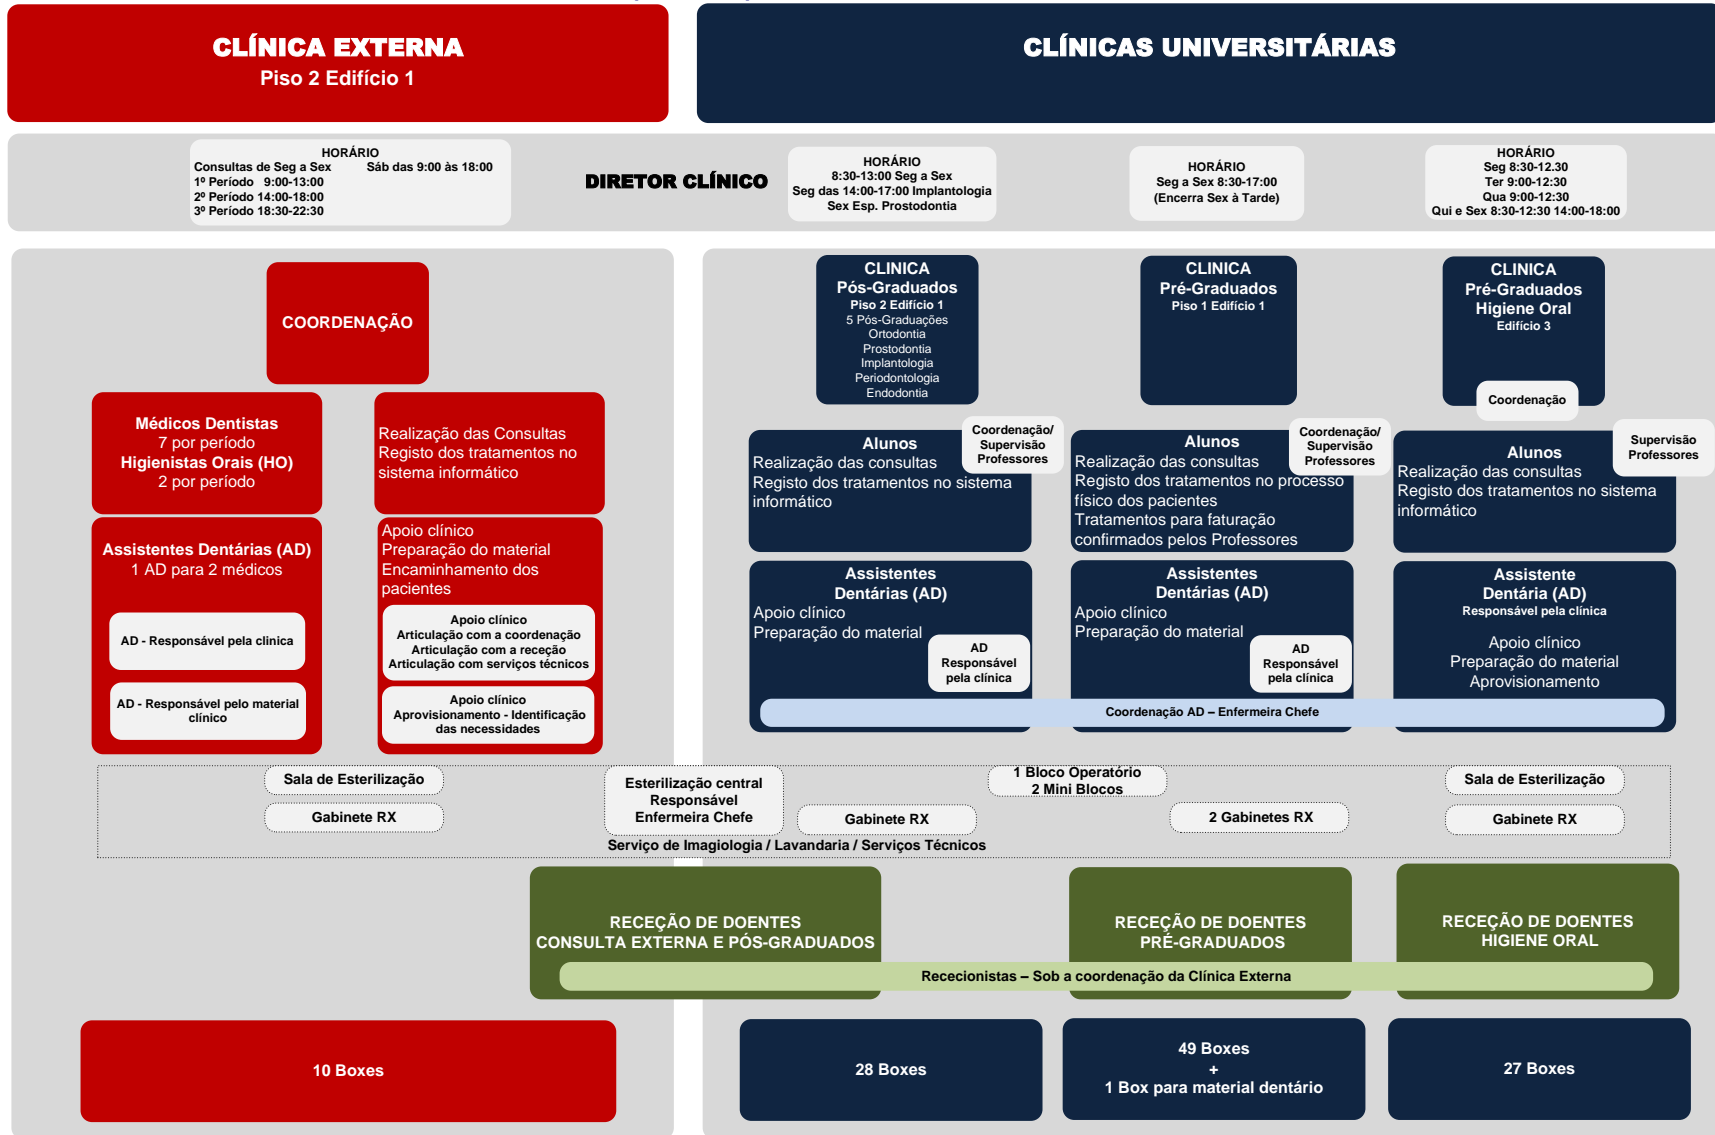 CLÍNICA EXTERNA
Piso 2 Edifício 1
CLÍNICAS UNIVERSITÁRIAS
HORÁRIO
Consultas de Seg a Sex Sáb das 9:00 às 18:00
1º Período 9:00-13:00
2º Período 14:00-18:00
3º Período 18:30-22:30
DIRETOR CLÍNICO
HORÁRIO
8:30-13:00 Seg a Sex
Seg das 14:00-17:00 Implantologia
Sex Esp. Prostodontia
HORÁRIO
Seg a Sex 8:30-17:00
(Encerra Sex à Tarde)
HORÁRIO
Seg 8:30-12.30
Ter 9:00-12:30
Qua 9:00-12:30
Qui e Sex 8:30-12:30 14:00-18:00
COORDENAÇÃO
Médicos Dentistas
7 por período
Higienistas Orais (HO)
2 por período
Realização das Consultas
Registo dos tratamentos no
sistema informático
Assistentes Dentárias (AD)
1 AD para 2 médicos
AD - Responsável pela clinica
AD - Responsável pelo material
clínico
Apoio clínico
Preparação do material
Encaminhamento dos
pacientes
Apoio clínico
Articulação com a coordenação
Articulação com a receção
Articulação com serviços técnicos
Apoio clínico
Aprovisionamento - Identificação
das necessidades
CLINICA
Pós-Graduados
Piso 2 Edifício 1
5 Pós-Graduações
Ortodontia
Prostodontia
Implantologia
Periodontologia
Endodontia
CLINICA
Pré-Graduados
Piso 1 Edifício 1
CLINICA
Pré-Graduados
Higiene Oral
Edifício 3
Coordenação
Coordenação/
Supervisão
Professores
Alunos
Realização das consultas
Registo dos tratamentos no sistema
informático
Coordenação/
Supervisão
Professores
Alunos
Realização das consultas
Registo dos tratamentos no processo
físico dos pacientes
Tratamentos para faturação
confirmados pelos Professores
Supervisão
Professores
Alunos
Realização das consultas
Registo dos tratamentos no sistema
informático
Assistentes
Dentárias (AD)
Apoio clínico
Preparação do material
AD
Responsável
pela clínica
Assistentes
Dentárias (AD)
Apoio clínico
Preparação do material
AD
Responsável
pela clínica
Assistente
Dentária (AD)
Responsável pela clínica
Apoio clínico
Preparação do material
Aprovisionamento
Coordenação AD – Enfermeira Chefe
Sala de Esterilização
Gabinete RX
Esterilização central
Responsável
Enfermeira Chefe
Gabinete RX
1 Bloco Operatório
2 Mini Blocos
2 Gabinetes RX
Sala de Esterilização
Gabinete RX
Serviço de Imagiologia / Lavandaria / Serviços Técnicos
RECEÇÃO DE DOENTES
CONSULTA EXTERNA E PÓS-GRADUADOS
RECEÇÃO DE DOENTES
PRÉ-GRADUADOS
RECEÇÃO DE DOENTES
HIGIENE ORAL
Rececionistas – Sob a coordenação da Clínica Externa
10 Boxes
28 Boxes
49 Boxes
+
1 Box para material dentário
27 Boxes